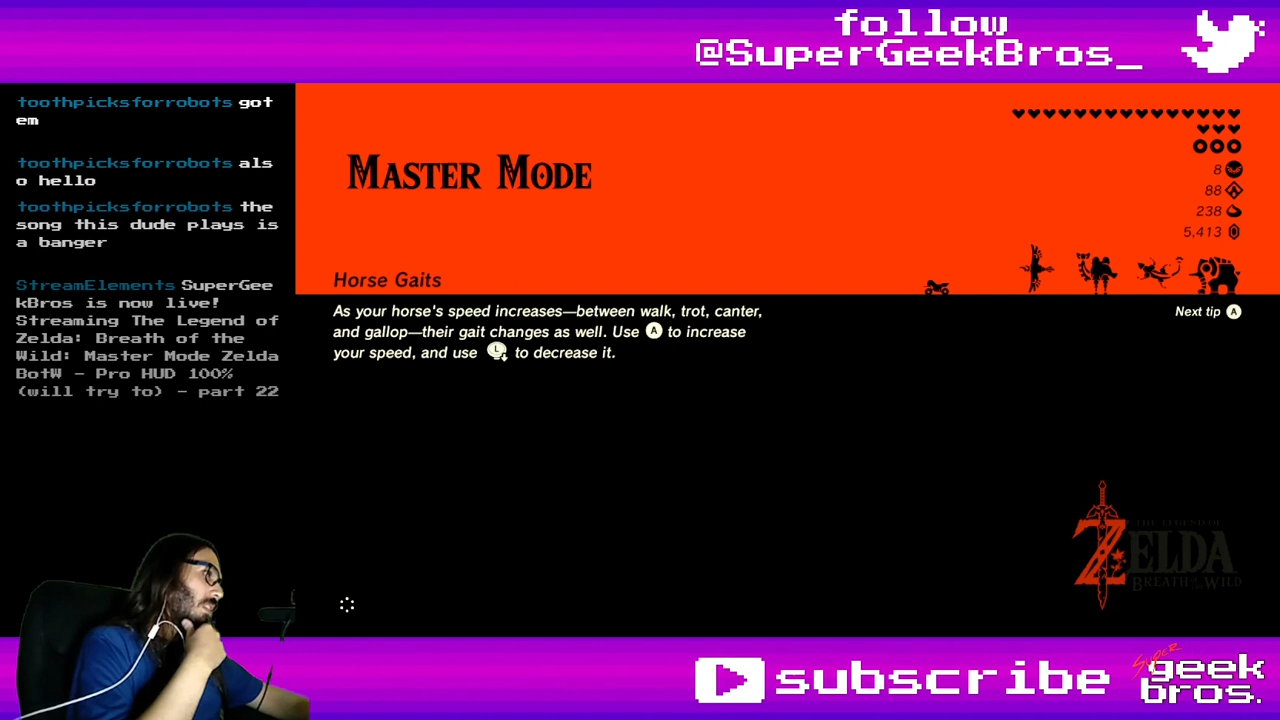 follow
@SuperGeekBros_
toothpicksforrobots got
em
toothpicksforrobots als
o hello
toothpicksforrobots the
song this dude plays is
a banger
StreamElements SuperGee
kBros is now live!
Streaming The Legend of
Zelda: Breath of the
Wild: Master Mode Zelda
BotW - Pro HUD 100%
(will try to) - part 22
Master Mode
8
88
238
5,413
Horse Gaits
As your horse's speed increases—between walk, trot, canter,
and gallop—their gait changes as well. Use A to increase
your speed, and use L to decrease it.
Next tip A
THE LEGEND OF
ZELDA
BREATH OF THE WILD
subscribe
SUPER
geek
bros.